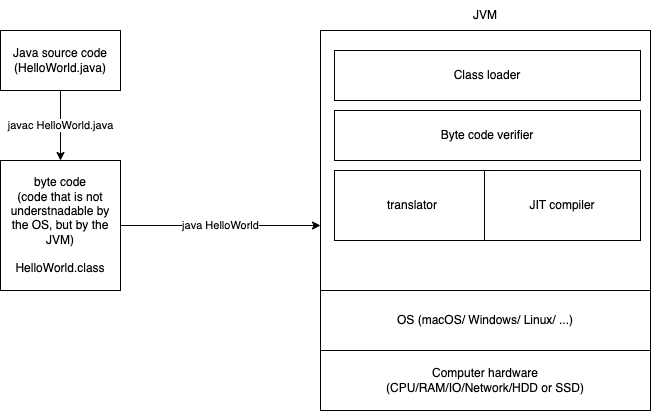 JVM
Java source code
(HelloWorld.java)
javac HelloWorld.java
byte code
(code that is not
understnadable by
the OS, but by the
JVM)
HelloWorld.class
java HelloWorld
Class loader
Byte code verifier
translator
JIT compiler
OS (macOS/ Windows/ Linux/ ...)
Computer hardware
(CPU/RAM/IO/Network/HDD or SSD)